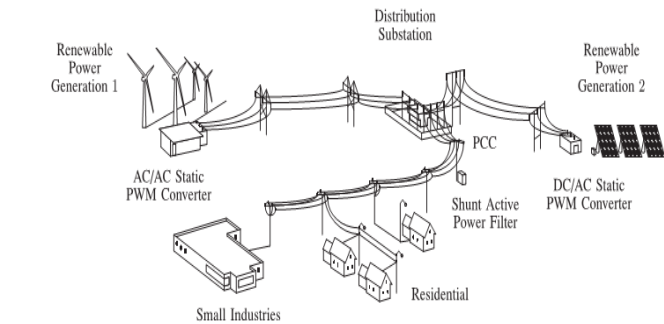 Distribution
Substation
Renewable
Power
Generation 1
Renewable
Power
Generation 2
PCC
AC/AC Static
PWM Converter
DC/AC Static
PWM Converter
Shunt Active
Power Filter
Residential
Small Industries